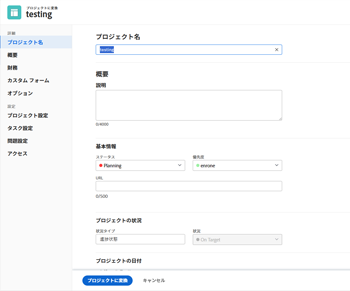 プロジェクトに変換
testing
詳細
プロジェクト名
概要
財務
カスタム フォーム
オプション
設定
プロジェクト設定
タスク設定
問題設定
アクセス
プロジェクト名
testing
概要
説明
0/4000
基本情報
ステータス
優先度
Planning
enrone
URL
0/2500
プロジェクトの状況
状況タイプ
状況
進捗状態
On Target
プロジェクトの日付
プロジェクトに変換
キャンセル